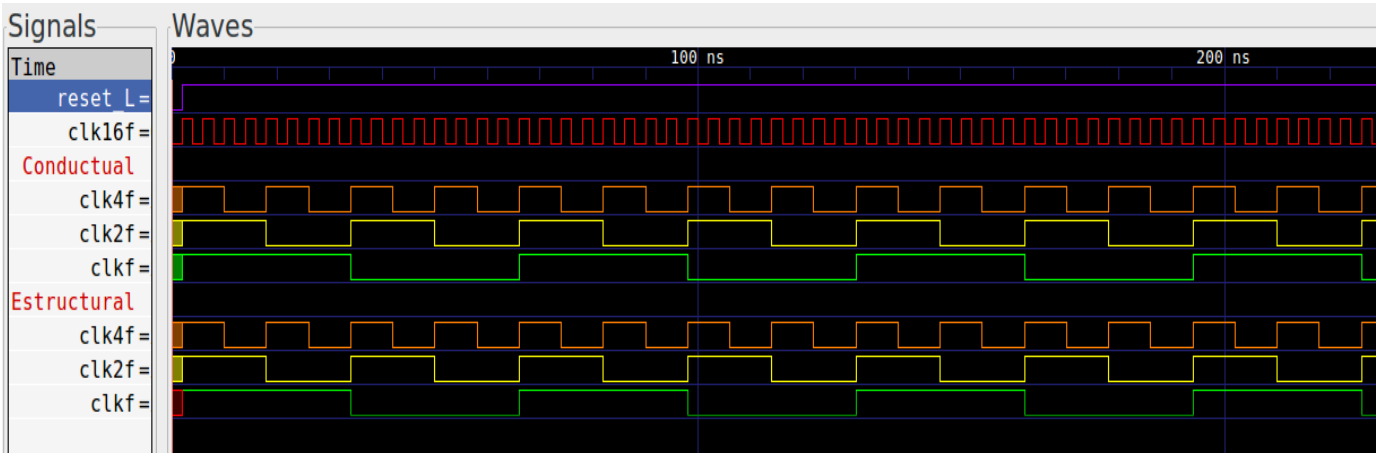 Signals
Waves
Time
0
100 ns
200 ns
reset_L=
clk16f=
Conductual
clk4f=
clk2f=
clkf=
Estructural
clk4f=
clk2f=
clkf=